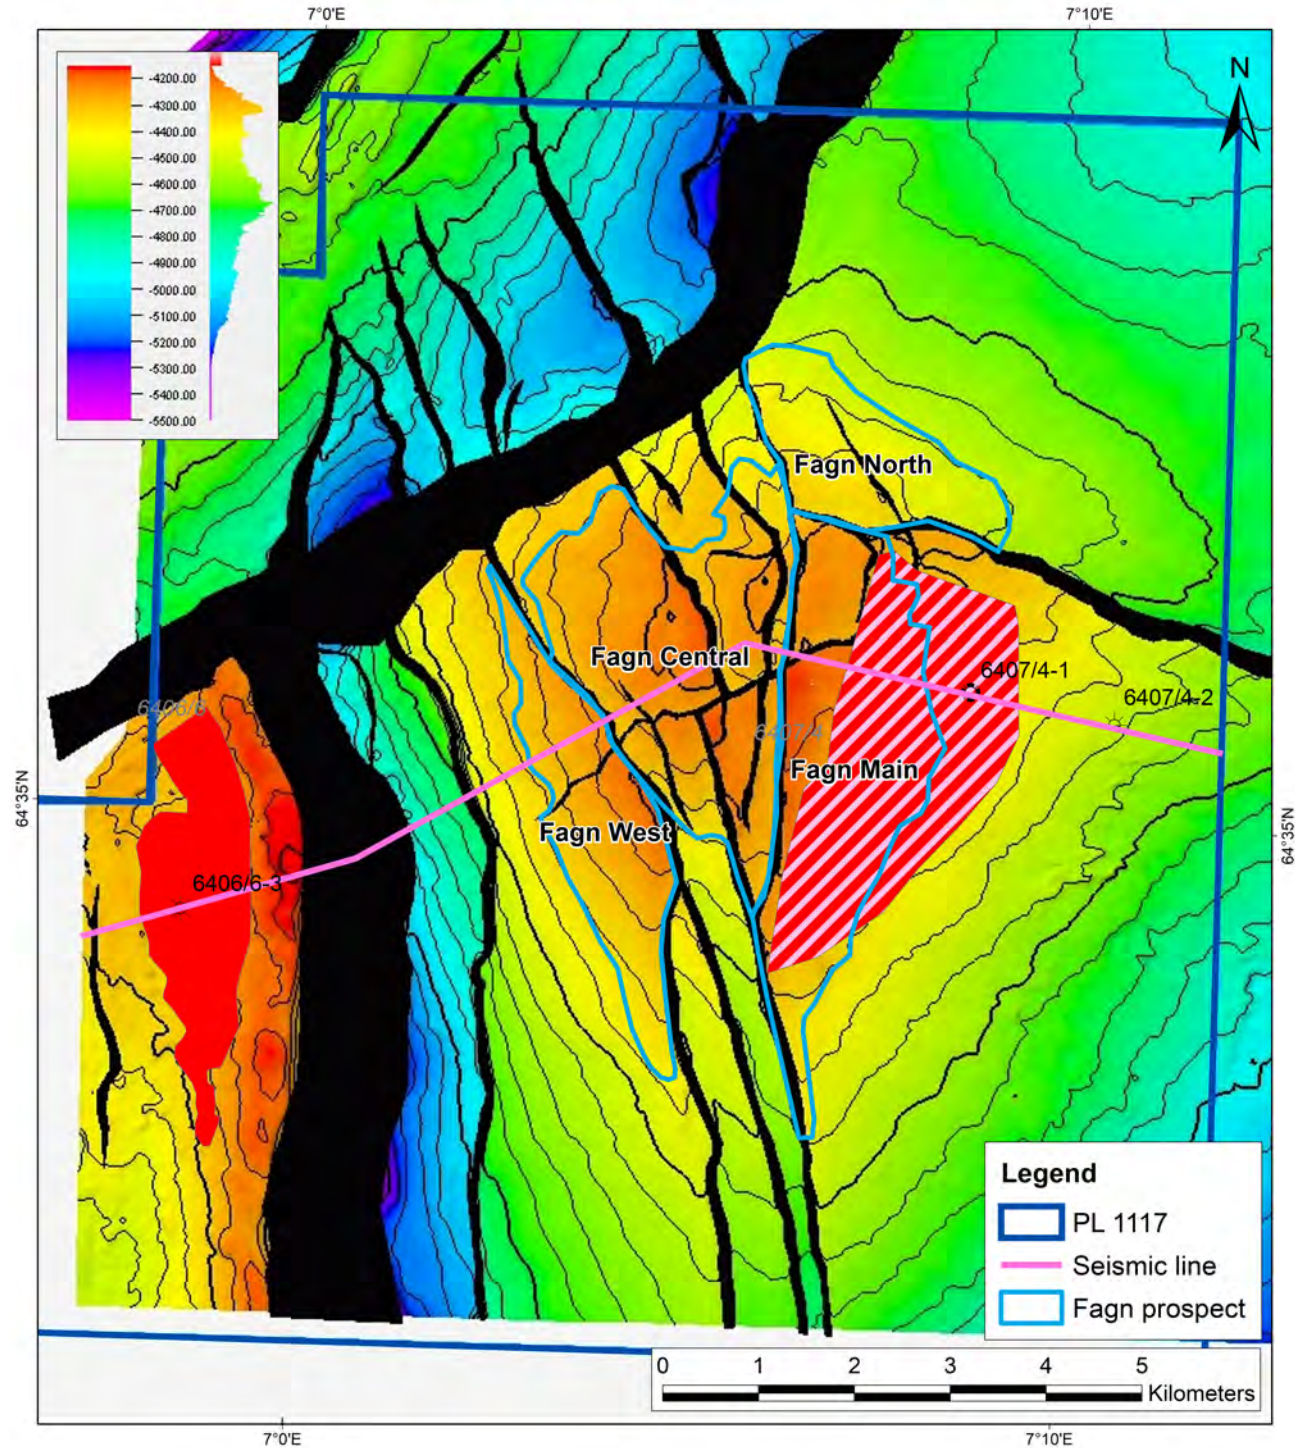 7°0'E
7°10'E
N
-4200.00
-4300.00
-4400.00
-4500.00
-4600.00
-4700.00
-4800.00
-4900.00
-5000.00
-5100.00
-5200.00
-5300.00
-5400.00
-5500.00
Fagn North
Fagn Central
6407/4-1
6407/4-2
6406/6
6407/4
Fagn Main
64°35'N
64°35'N
Fagn West
6406/6-3
Legend
PL 1117
Seismic line
Fagn prospect
0 1 2 3 4 5
Kilometers
7°0'E
7°10'E